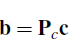 b = P_c c